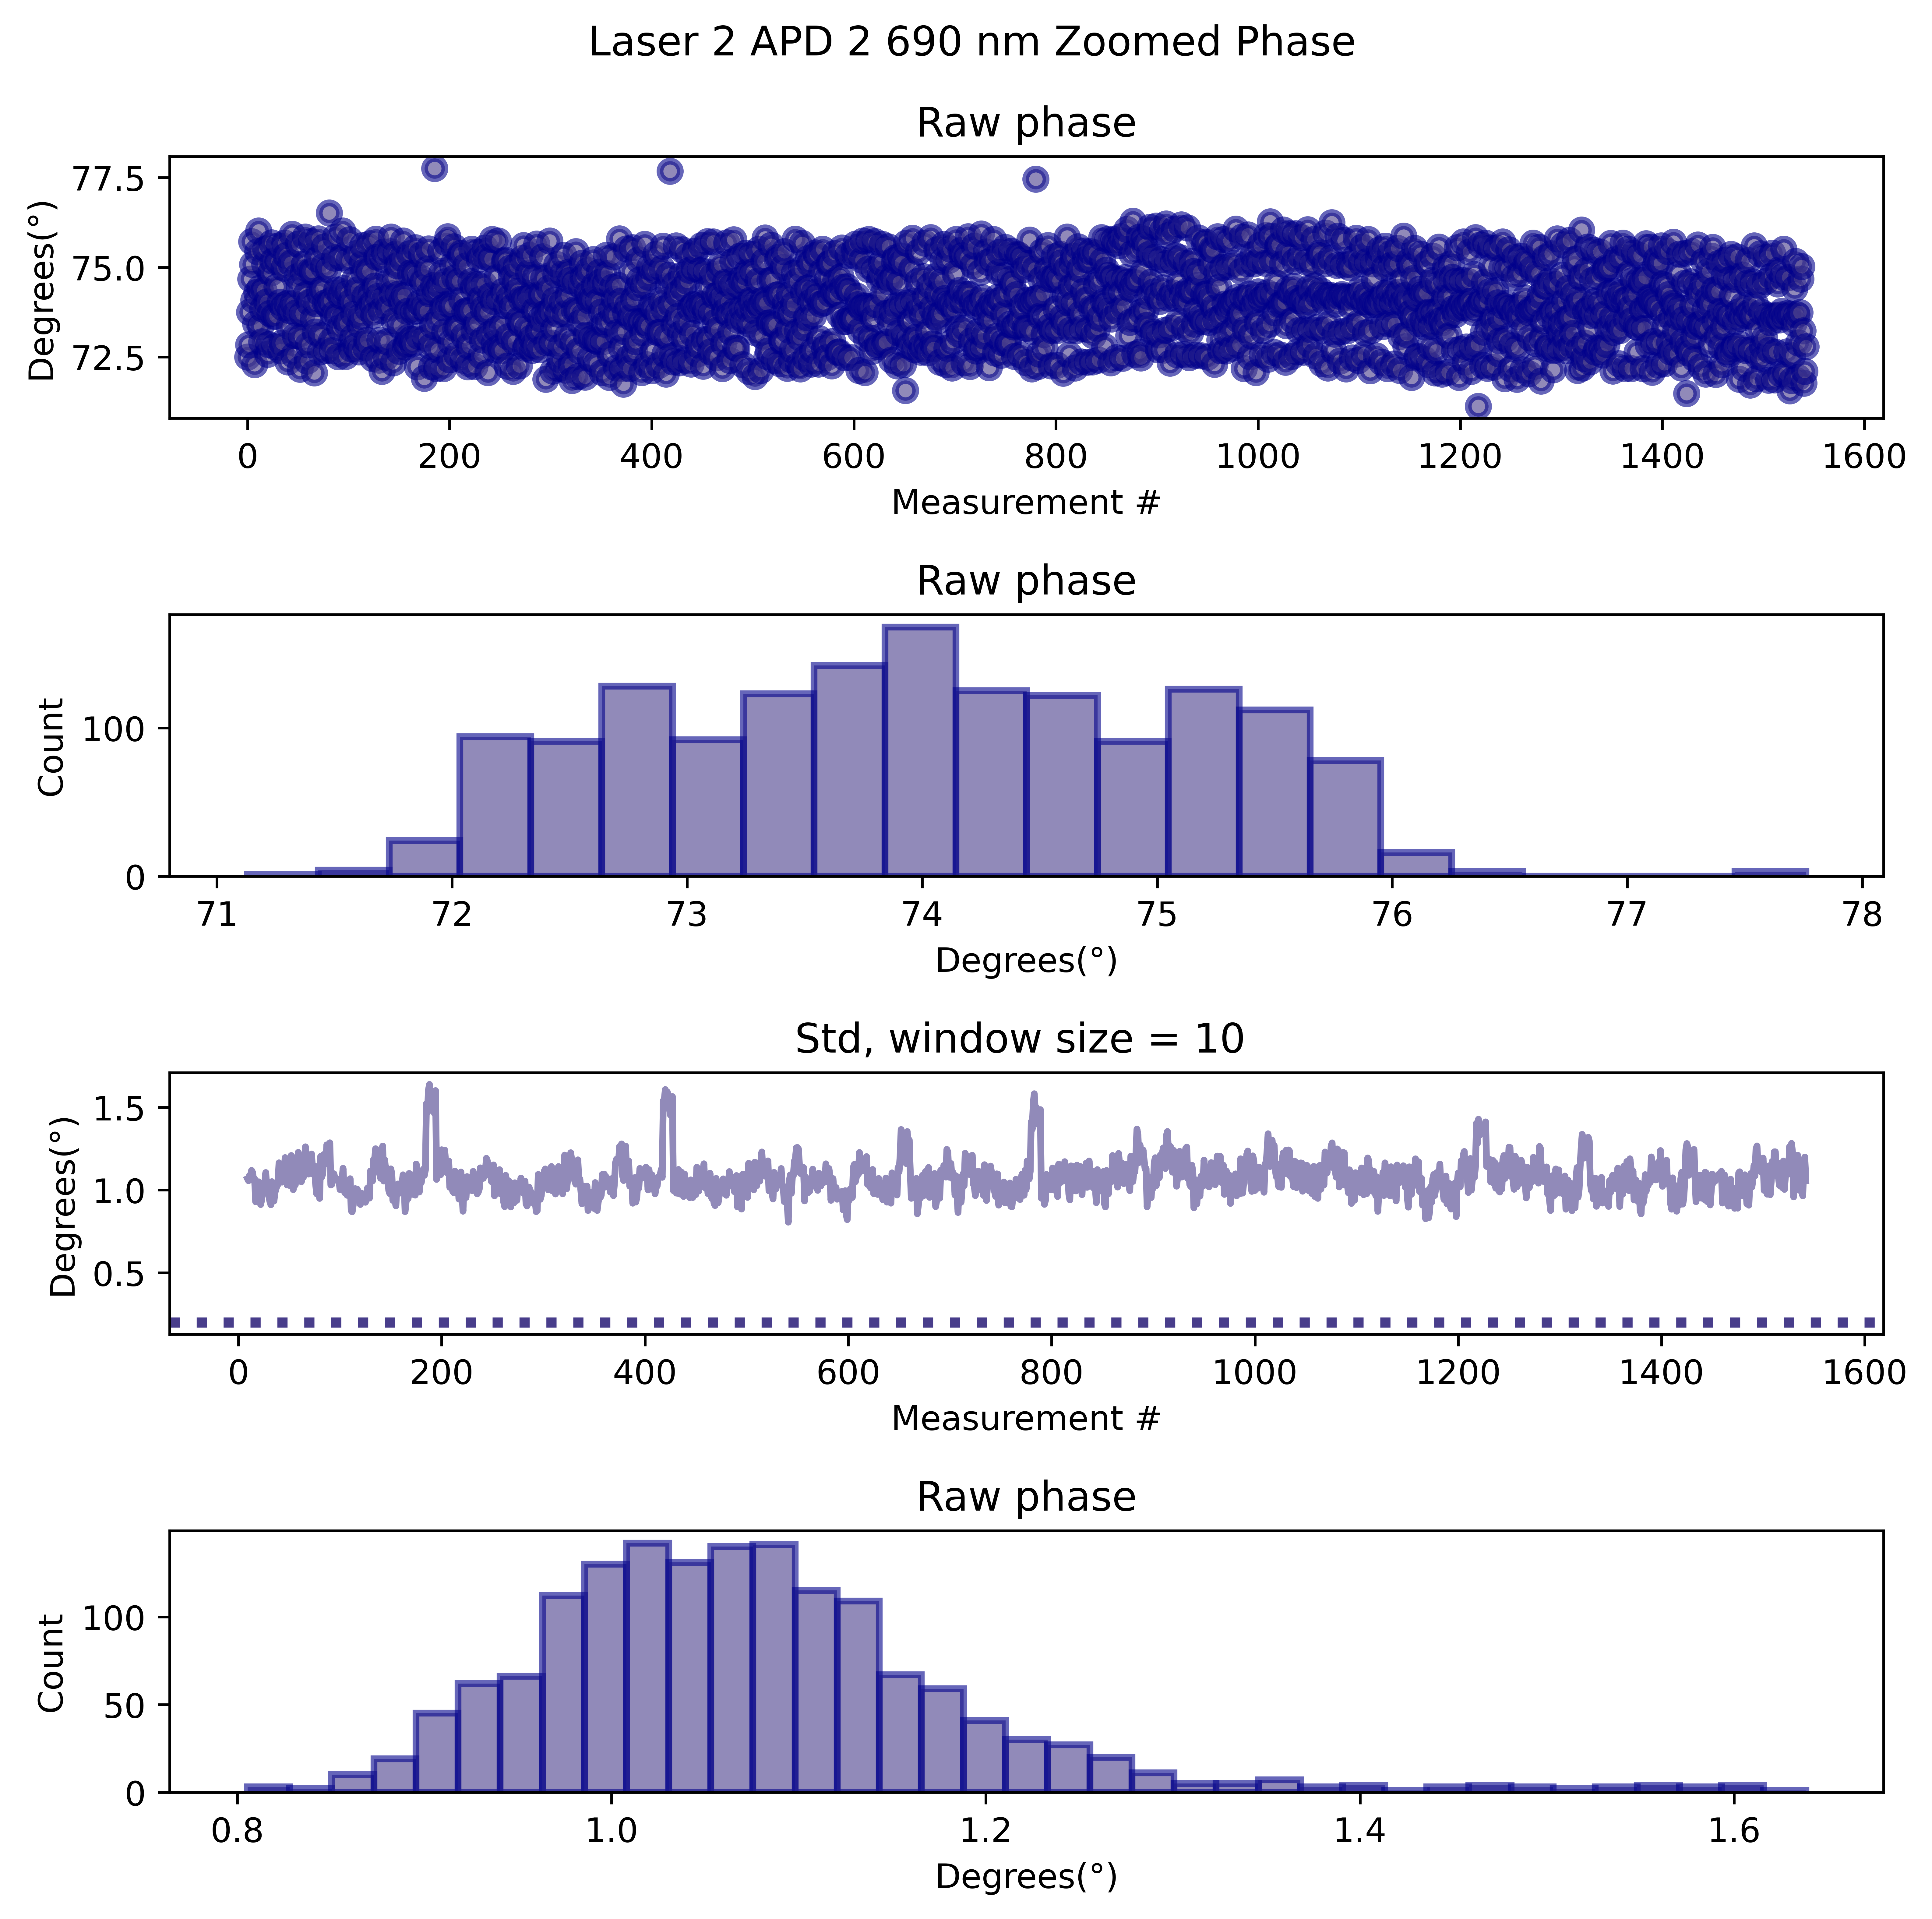 Laser 2 APD 2 690 nm Zoomed Phase
Raw phase
Degrees(°)
77.5
75.0
72.5
0 200 400 600 800 1000 1200 1400 1600
Measurement #
Raw phase
Count
100
0
71 72 73 74 75 76 77 78
Degrees(°)
Std, window size = 10
Degrees(°)
1.5
1.0
0.5
0 200 400 600 800 1000 1200 1400 1600
Measurement #
Raw phase
Count
100
50
0
0.8 1.0 1.2 1.4 1.6
Degrees(°)